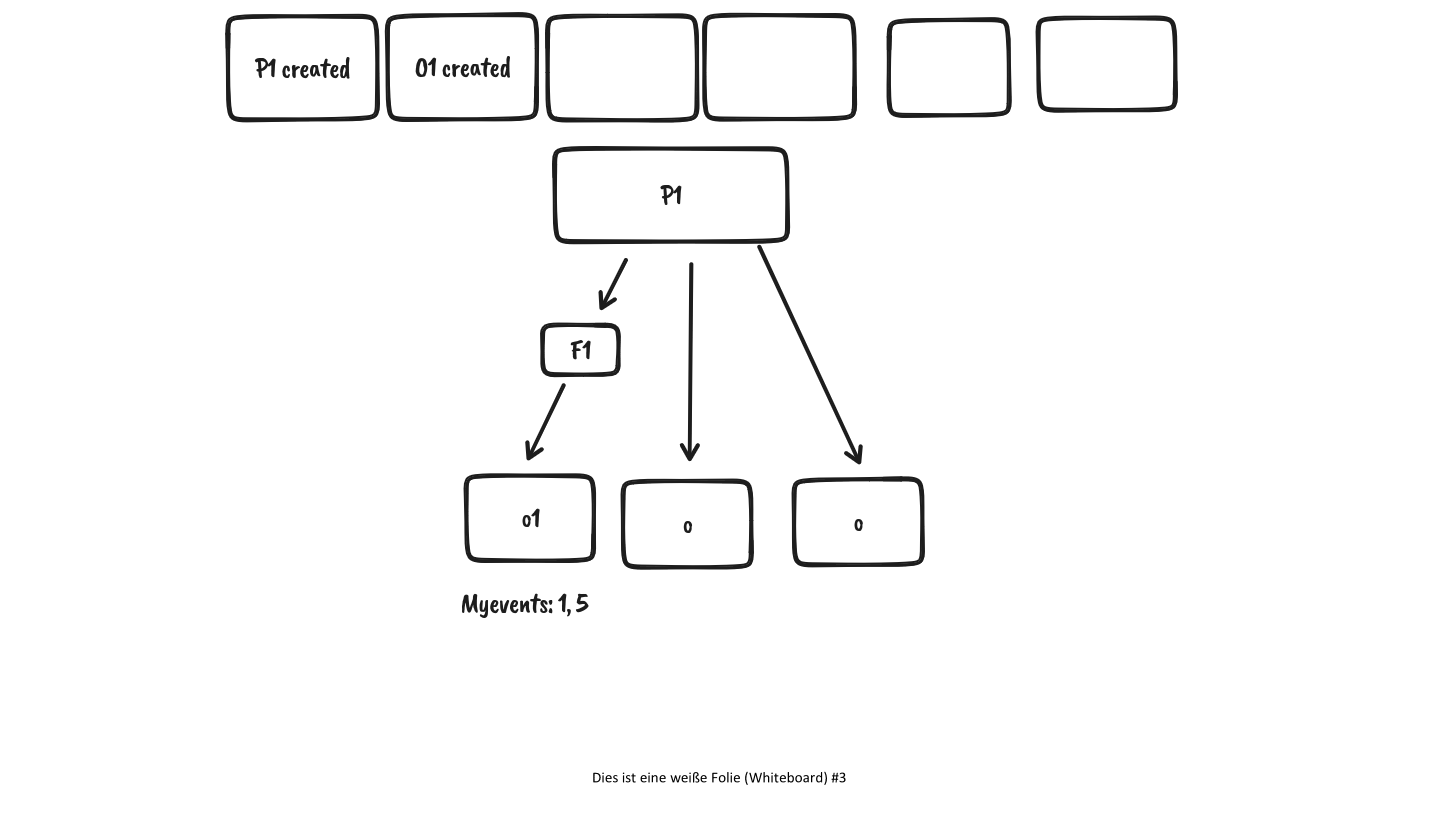 P1 created
O1 created
P1
F1
o1
o
o
Myevents: 1, 5
Dies ist eine weiße Folie (Whiteboard) #3